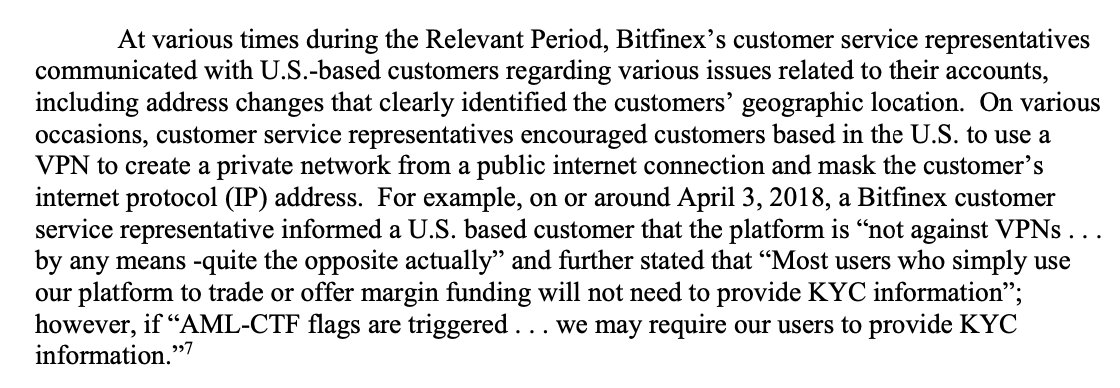 At various times during the Relevant Period, Bitfinex’s customer service representatives
communicated with U.S.-based customers regarding various issues related to their accounts,
including address changes that clearly identified the customers’ geographic location.  On various
occasions, customer service representatives encouraged customers based in the U.S. to use a
VPN to create a private network from a public internet connection and mask the customer’s
internet protocol (IP) address.  For example, on or around April 3, 2018, a Bitfinex customer
service representative informed a U.S. based customer that the platform is “not against VPNs . . .
by any means -quite the opposite actually” and further stated that “Most users who simply use
our platform to trade or offer margin funding will not need to provide KYC information”;
however, if “AML-CTF flags are triggered . . . we may require our users to provide KYC
information.”7